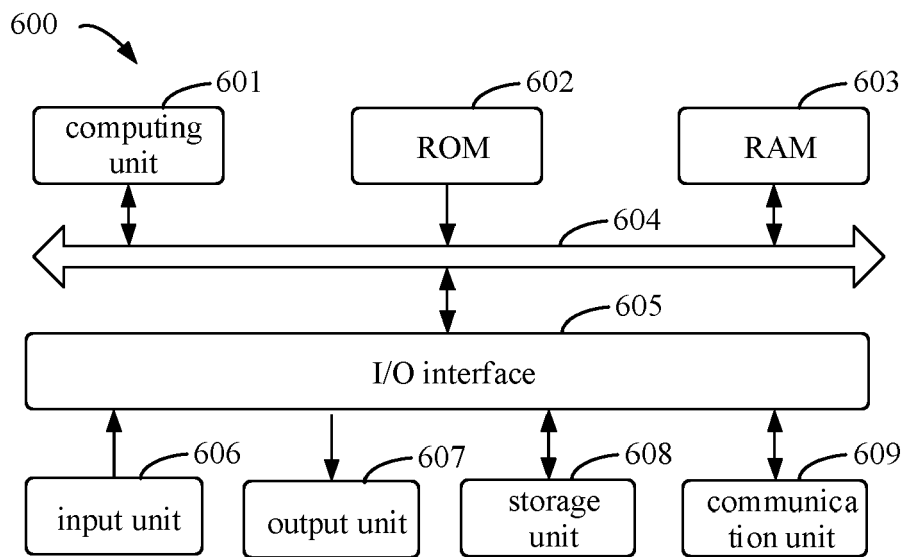 600
601
602
603
computing
unit
ROM
RAM
604
605
I/O interface
606
607
608
609
input unit
output unit
storage
unit
communica
tion unit